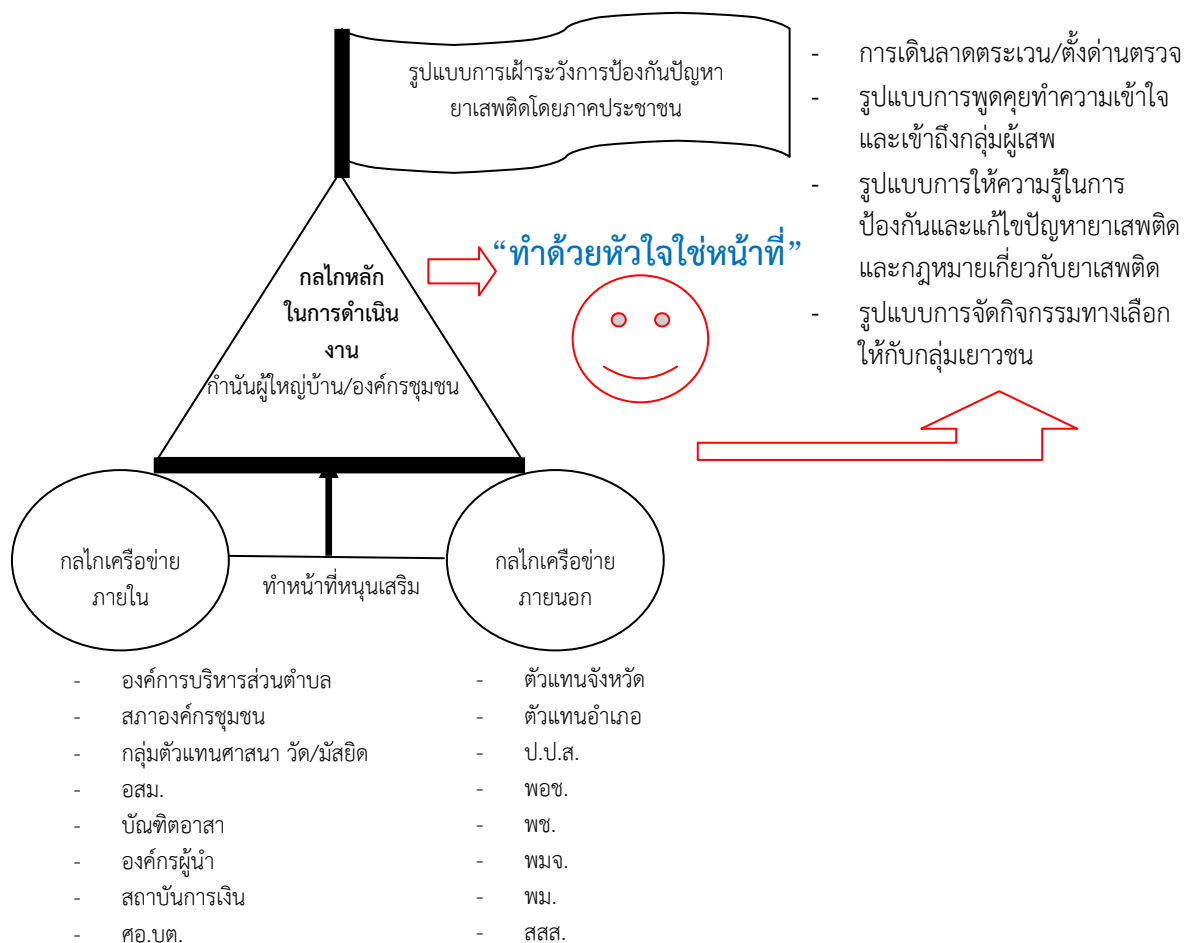 รูปแบบการเฝ้าระวังการป้องกันปัญหา
ยาเสพติดโดยภาคประชาชน
- การเดินลาดตระเวน/ตั้งด่านตรวจ
- รูปแบบการพูดคุยทำความเข้าใจ
และเข้าถึงกลุ่มผู้เสพ
- รูปแบบการให้ความรู้ในการ
ป้องกันและแก้ไขปัญหายาเสพติด
และกฎหมายเกี่ยวกับยาเสพติด
- รูปแบบการจัดกิจกรรมทางเลือก
ให้กับกลุ่มเยาวชน
“ทำด้วยหัวใจใช่หน้าที่”
กลไกหลัก
ในการดำเนิน
งาน
กำนันผู้ใหญ่บ้าน/องค์กรชุมชน
กลไกเครือข่าย
ภายใน
ทำหน้าที่หนุนเสริม
กลไกเครือข่าย
ภายนอก
- องค์การบริหารส่วนตำบล
- สภาองค์กรชุมชน
- กลุ่มตัวแทนศาสนา วัด/มัสยิด
- อสม.
- บัณฑิตอาสา
- องค์กรผู้นำ
- สถาบันการเงิน
- ศอ.บต.
- ตัวแทนจังหวัด
- ตัวแทนอำเภอ
- ป.ป.ส.
- พอช.
- พช.
- พมจ.
- พม.
- สสส.